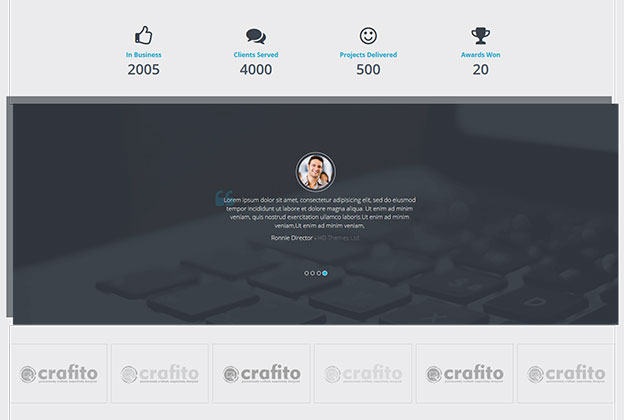 In Business
Clients Served
Projects Delivered
Awards Won
2005
4000
500
20
“
Lorem ipsum dolor sit amet, consectetur adipisicing elit, sed do eiusmod
tempor incididunt ut labore et dolore magna aliqua. Ut enim ad minim
veniam, quis nostrud exercitation ullamco laboris.Ut enim ad minim
veniam,Ut enim ad minim veniam.
Ronnie Director - HD Themes Ltd.
crafito
crafito
crafito
crafito
crafito
crafito